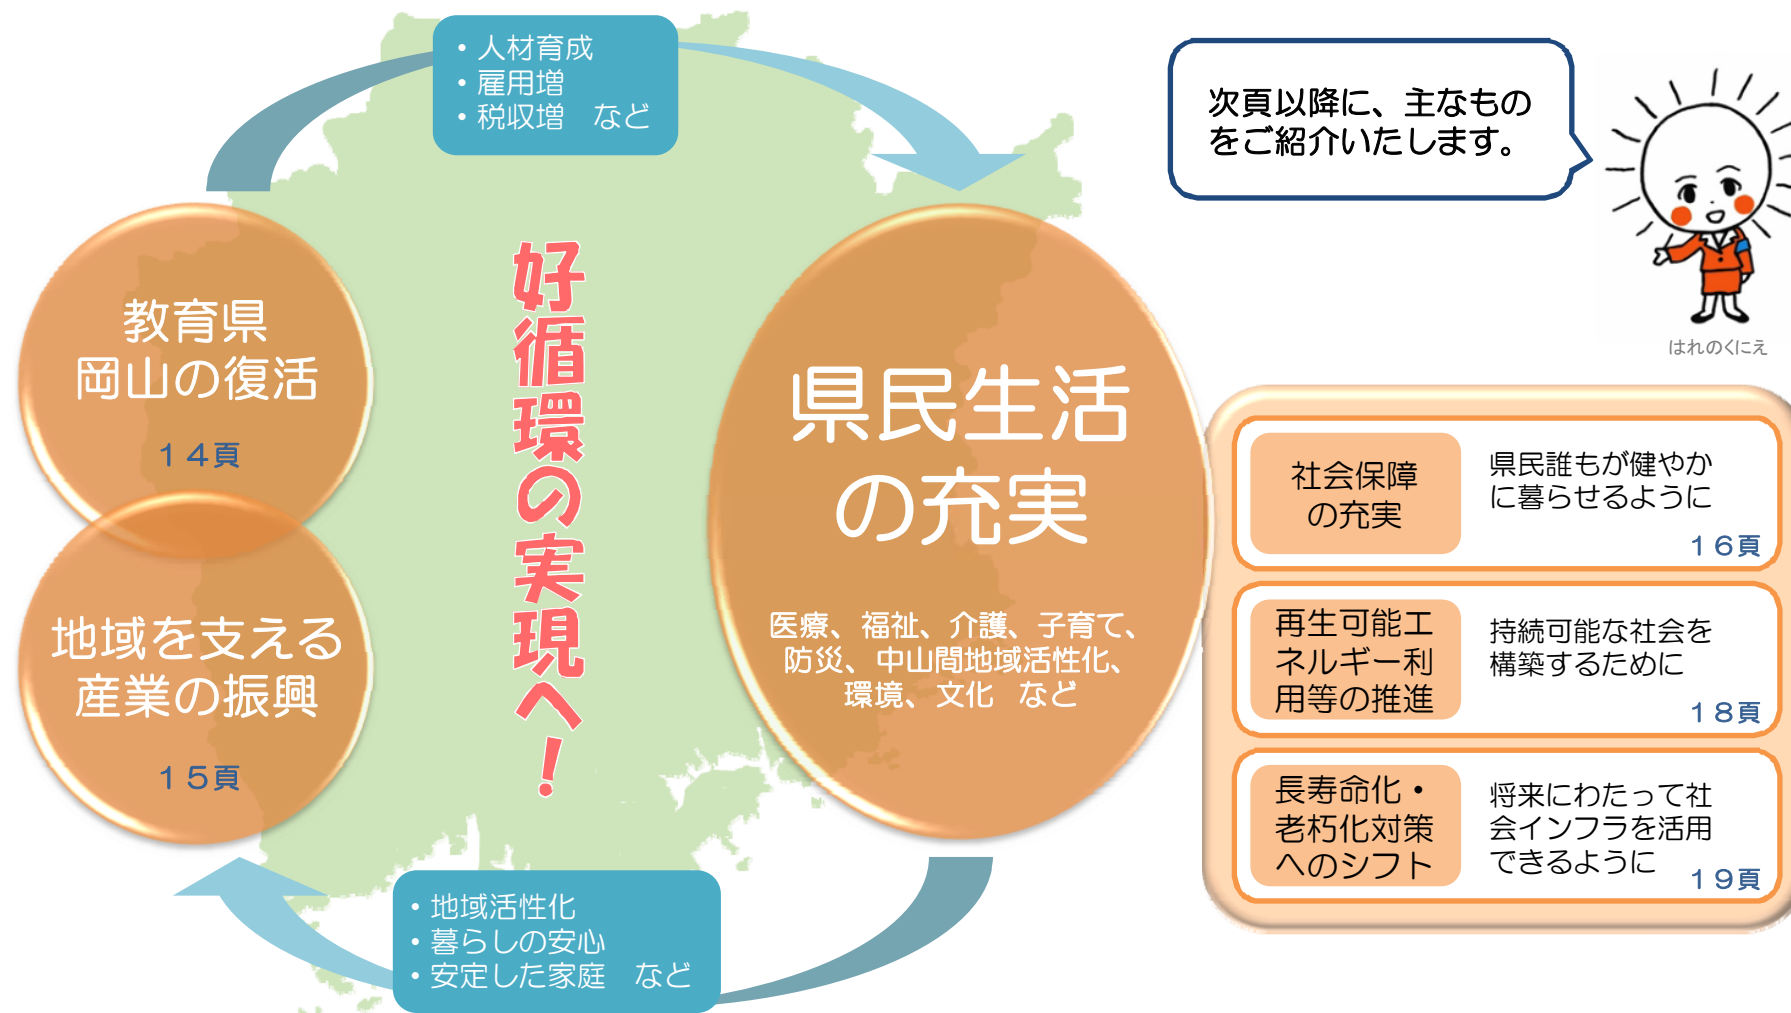 ・人材育成
・雇用増
・税収増　など
次頁以降に、主なもの
をご紹介いたします。
はれのくにえ
教育県
岡山の復活
１４頁
地域を支える
産業の振興
１５頁
好循環の実現へ！
県民生活
の充実
医療、福祉、介護、子育て、
防災、中山間地域活性化、
環境、文化　など
社会保障
の充実
県民誰もが健やか
に暮らせるように
１６頁
再生可能エ
ネルギー利
用等の推進
持続可能な社会を
構築するために
１８頁
長寿命化・
老朽化対策
へのシフト
将来にわたって社
会インフラを活用
できるように
１９頁
・地域活性化
・暮らしの安心
・安定した家庭　など